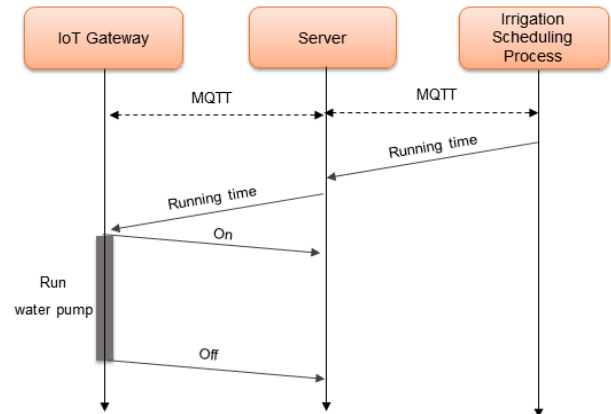 IoT Gateway
Server
Irrigation
Scheduling
Process
MQTT
MQTT
Running time
Running time
On
Run
water pump
Off